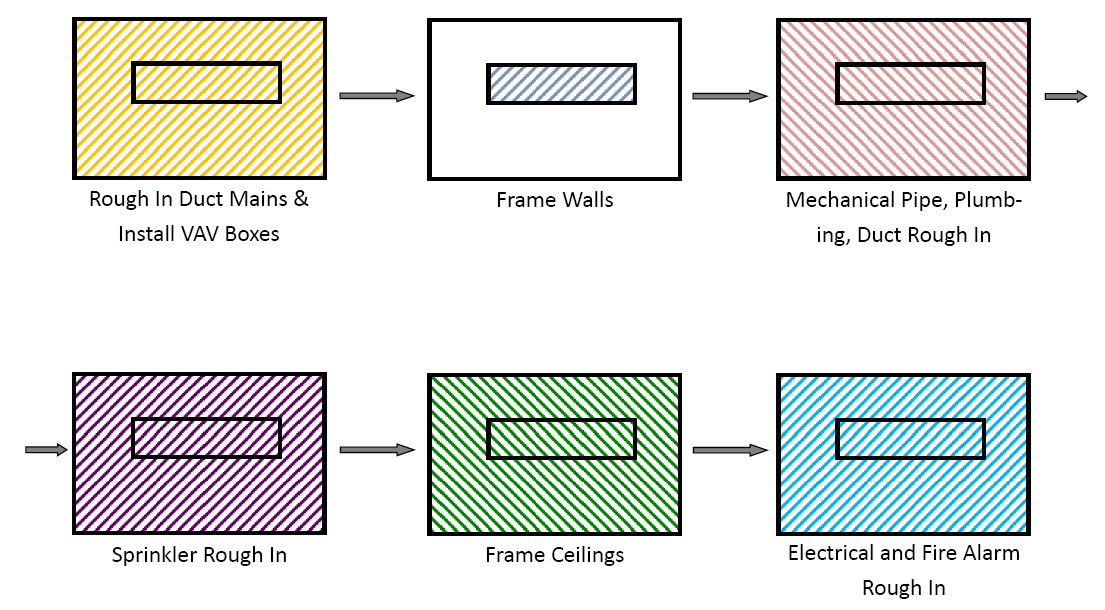 Rough In Duct Mains &
Install VAV Boxes
Frame Walls
Mechanical Pipe, Plumb-
ing, Duct Rough In
Sprinkler Rough In
Frame Ceilings
Electrical and Fire Alarm
Rough In